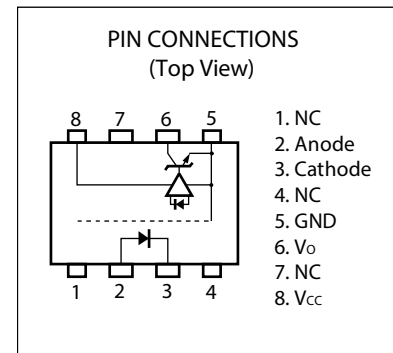 PIN CONNECTIONS
(Top View)
8 7 6 5
1 2 3 4
1. NC
2. Anode
3. Cathode
4. NC
5. GND
6. Vo
7. NC
8. Vcc